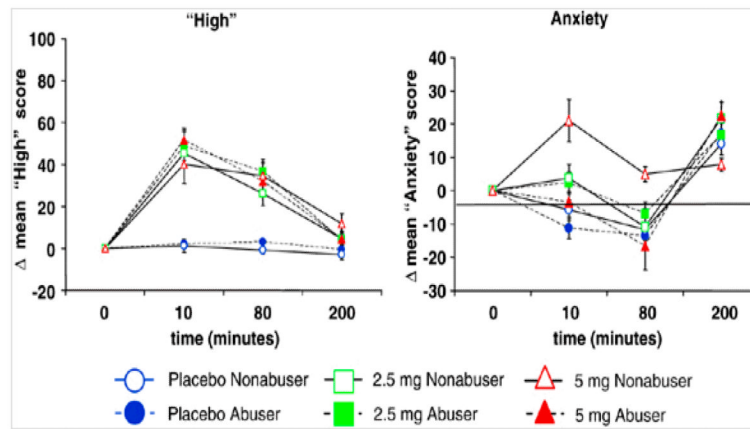 “High”
Δ mean “High” score
100
80
60
40
20
0
-20
0 10 80 200
time (minutes)
Anxiety
Δ mean “Anxiety” score
40
30
20
10
0
-10
-20
-30
0 10 80 200
time (minutes)
Placebo Nonabuser 2.5 mg Nonabuser 5 mg Nonabuser
Placebo Abuser 2.5 mg Abuser 5 mg Abuser